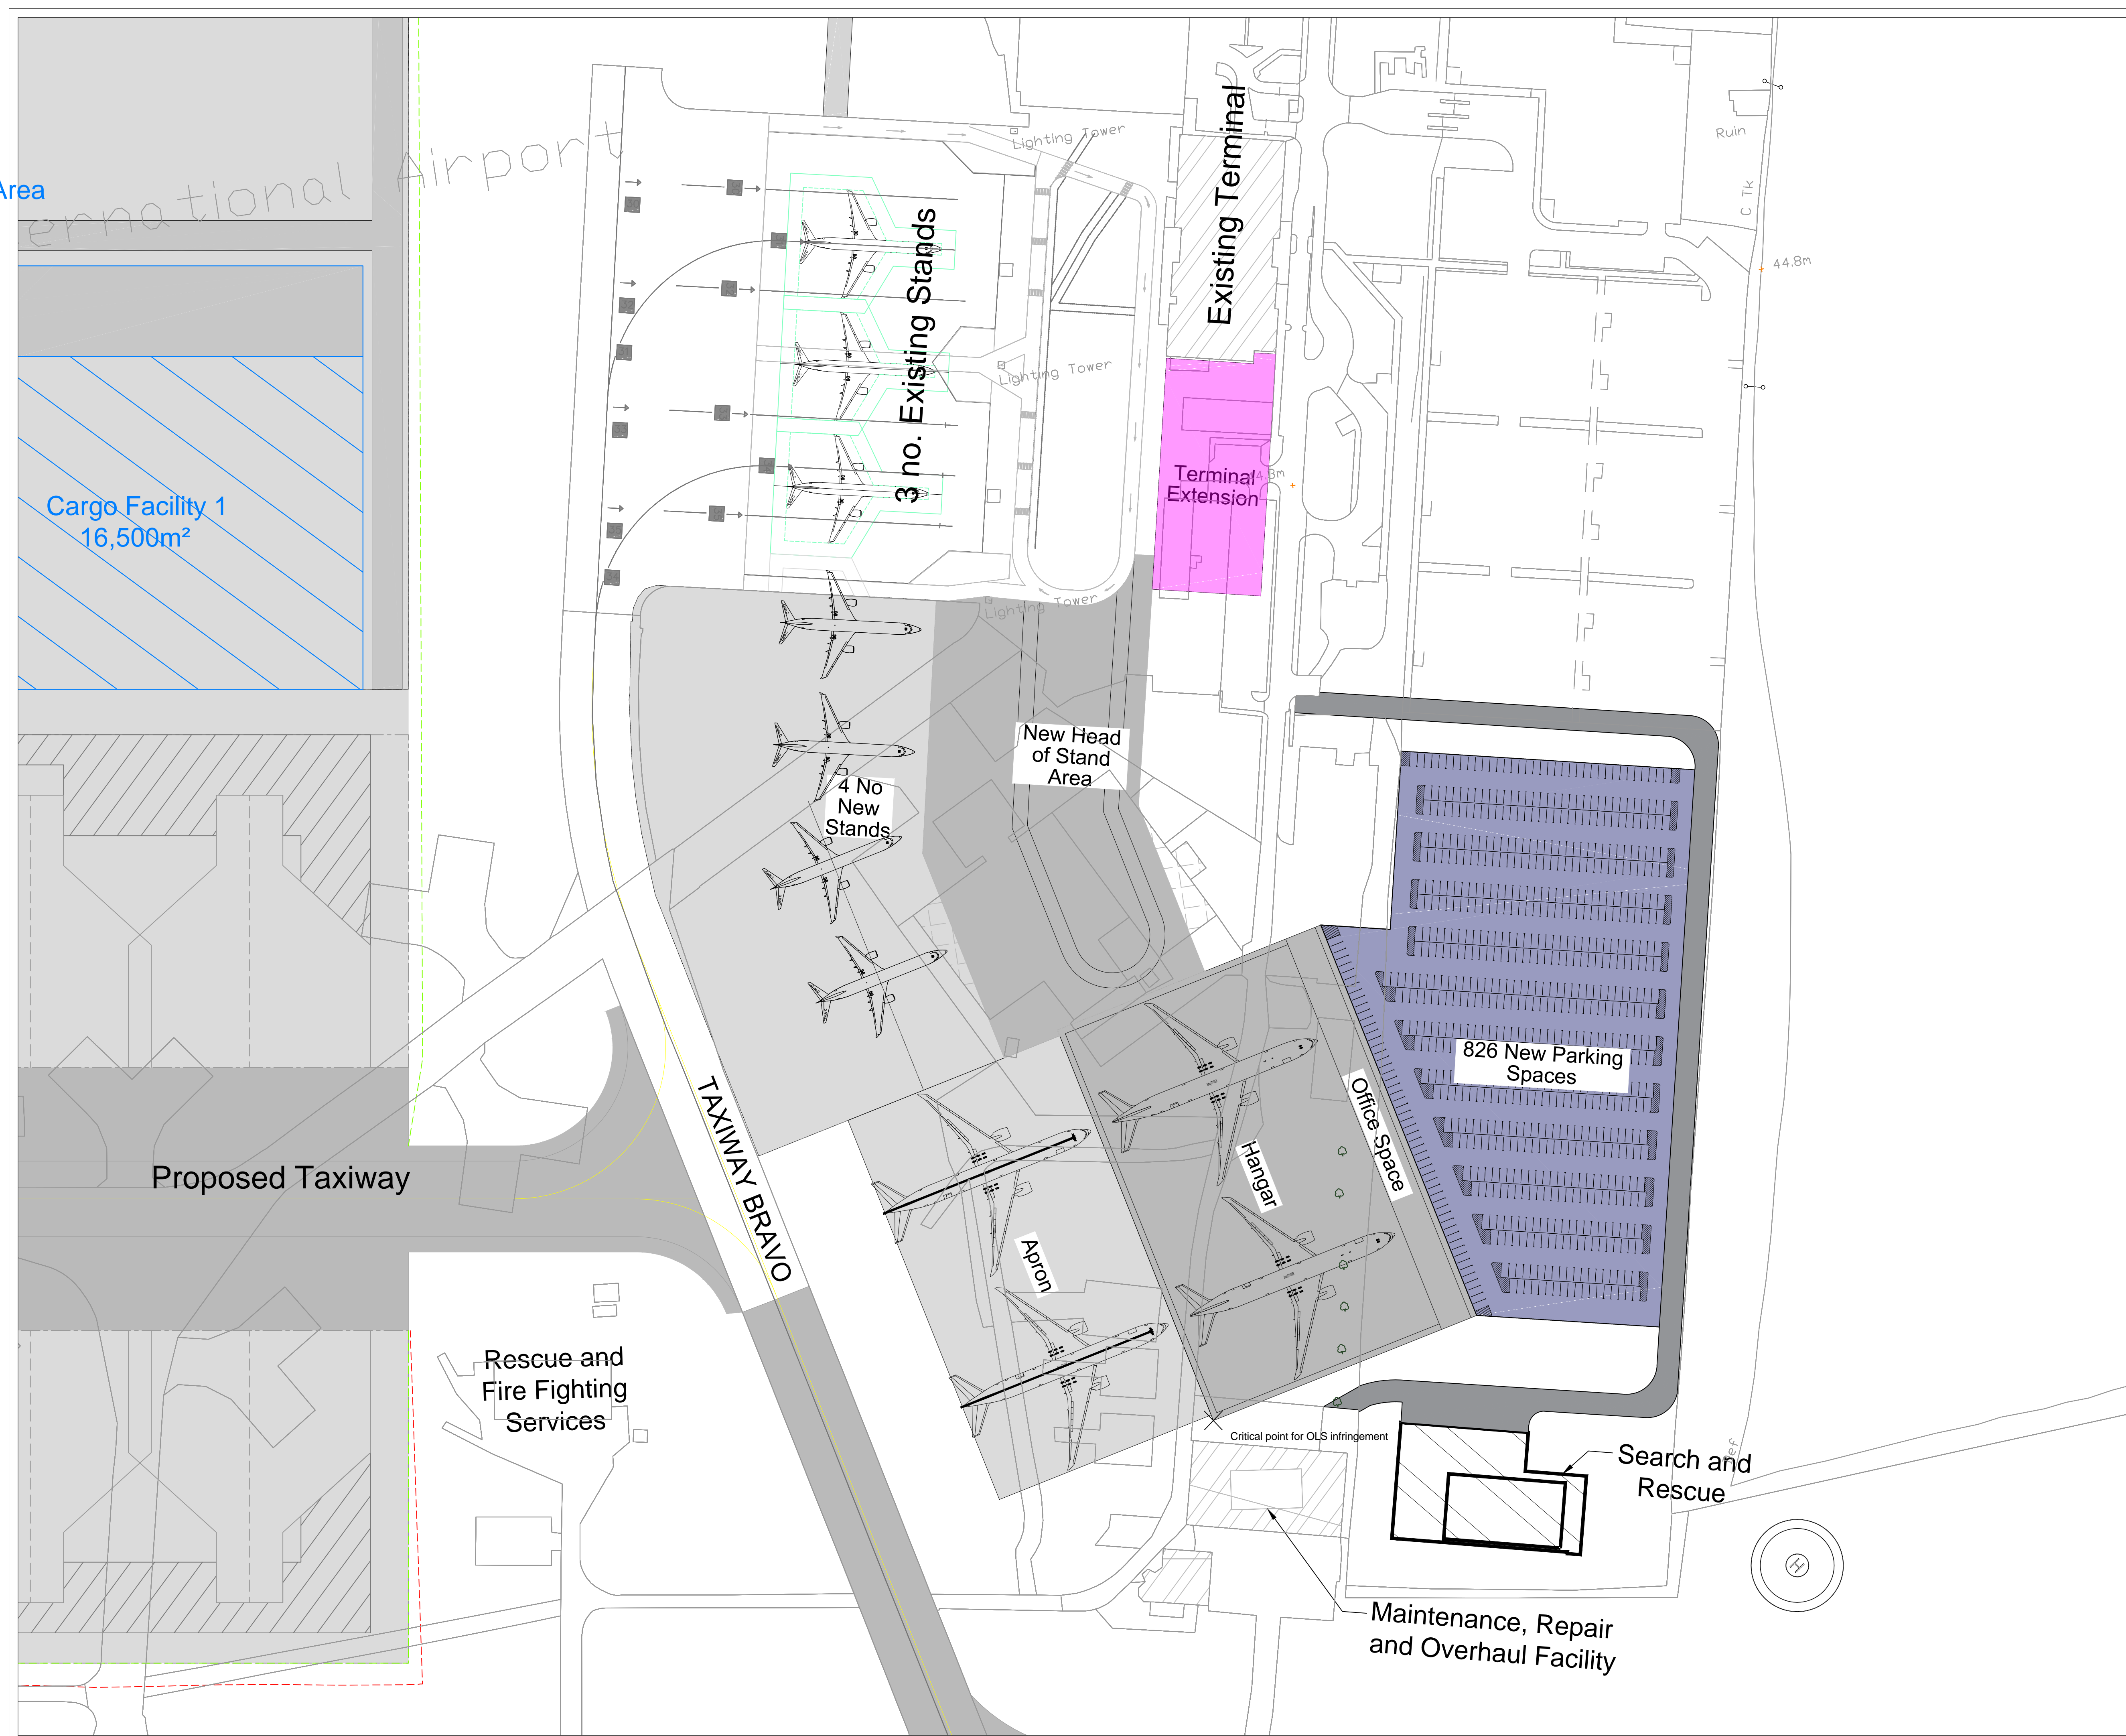 Area
ernational Airport
Cargo Facility 1
16,500m²
Lighting Tower
Lighting Tower
Lighting Tower
3 no. Existing Stands
Existing Terminal
Terminal
Extension
44.8m
Ruin
C Tk
New Head
of Stand
Area
4 No
New
Stands
826 New Parking
Spaces
Office Space
Hangar
Apron
TAXIWAY BRAVO
Proposed Taxiway
Rescue and
Fire Fighting
Services
Critical point for OLS infringement
Search and
Rescue
H
Maintenance, Repair
and Overhaul Facility